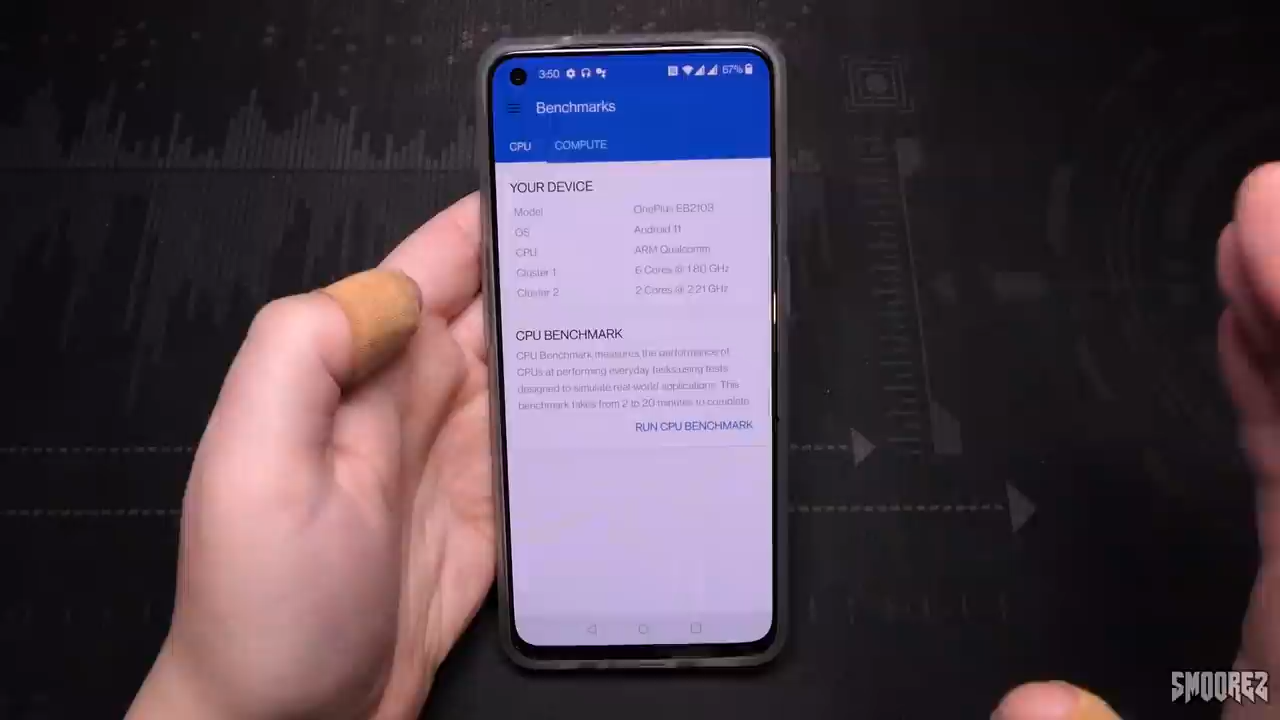 3:50 67%
Benchmarks
CPU COMPUTE
YOUR DEVICE
Model OnePlus EB2103
OS Android 11
CPU ARM Qualcomm
Cluster 1 6 Cores @ 1.80 GHz
Cluster 2 2 Cores @ 2.21 GHz
CPU BENCHMARK
CPU Benchmark measures the performance of
CPUs at performing everyday tasks using tests
designed to simulate real-world applications. This
benchmark takes from 2 to 20 minutes to complete
RUN CPU BENCHMARK
SMOOREZ